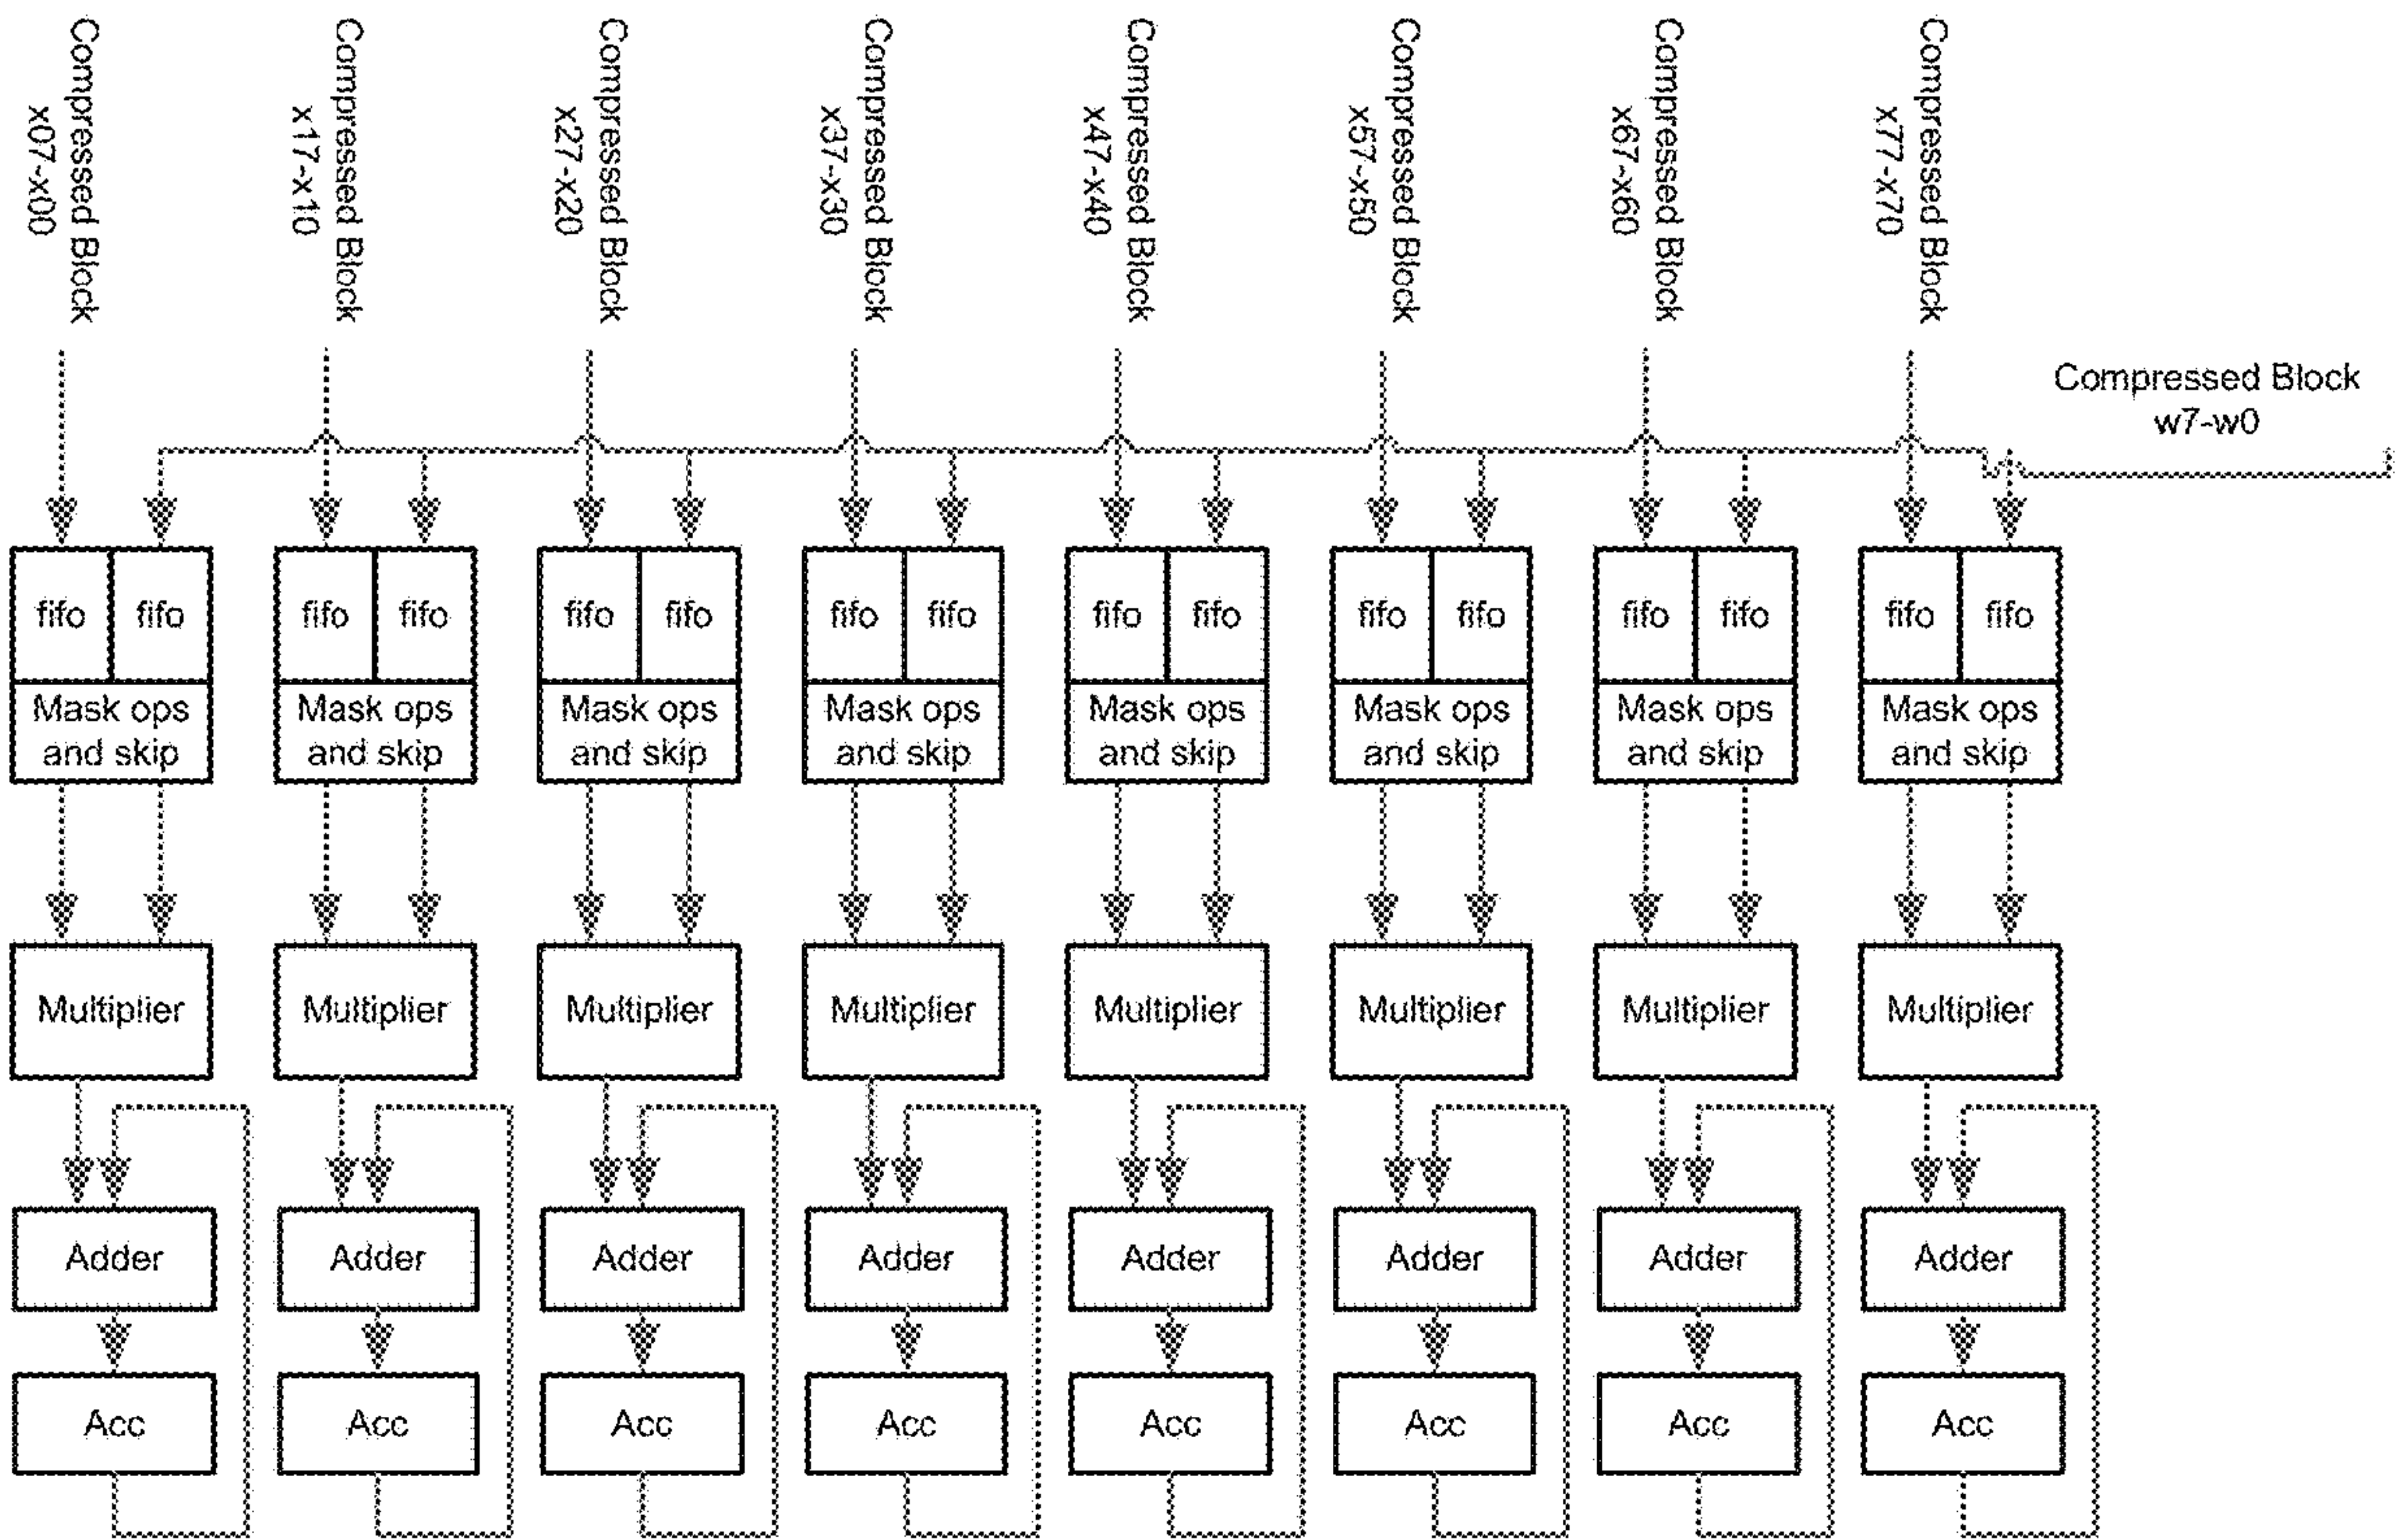 Compressed Block
x07~x00
Compressed Block
x17~x10
Compressed Block
x27~x20
Compressed Block
x37~x30
Compressed Block
x47~x40
Compressed Block
x57~x50
Compressed Block
x67~x60
Compressed Block
x77~x70
Compressed Block
w7~w0
fifo fifo fifo fifo fifo fifo fifo fifo fifo fifo fifo fifo fifo fifo fifo fifo
Mask ops Mask ops Mask ops Mask ops Mask ops Mask ops Mask ops Mask ops
and skip and skip and skip and skip and skip and skip and skip and skip
Multiplier Multiplier Multiplier Multiplier Multiplier Multiplier Multiplier Multiplier
Adder Adder Adder Adder Adder Adder Adder Adder
Acc Acc Acc Acc Acc Acc Acc Acc